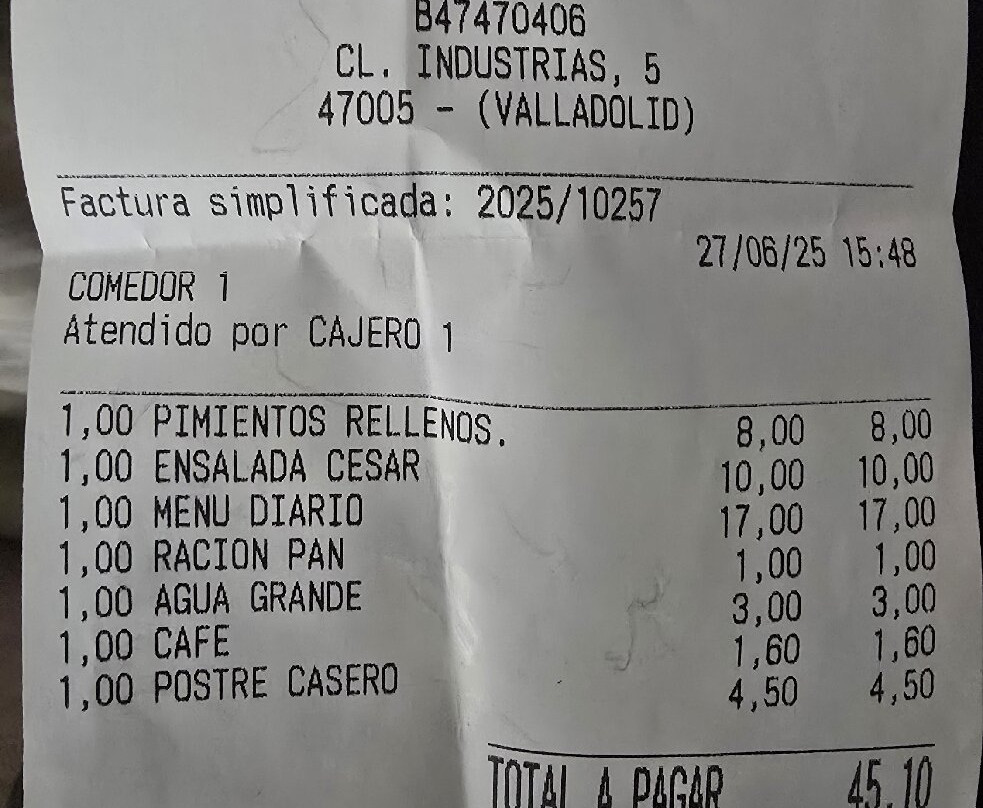 B47470406
CL. INDUSTRIAS, 5
47005 - (VALLADOLID)
Factura simplificada: 2025/10257
27/06/25 15:48
COMEDOR 1
Atendido por CAJERO 1
1,00 PIMIENTOS RELLENOS. 8,00 8,00
1,00 ENSALADA CESAR 10,00 10,00
1,00 MENU DIARIO 17,00 17,00
1,00 RACION PAN 1,00 1,00
1,00 AGUA GRANDE 3,00 3,00
1,00 CAFE 1,60 1,60
1,00 POSTRE CASERO 4,50 4,50
TOTAL A PAGAR 45,10